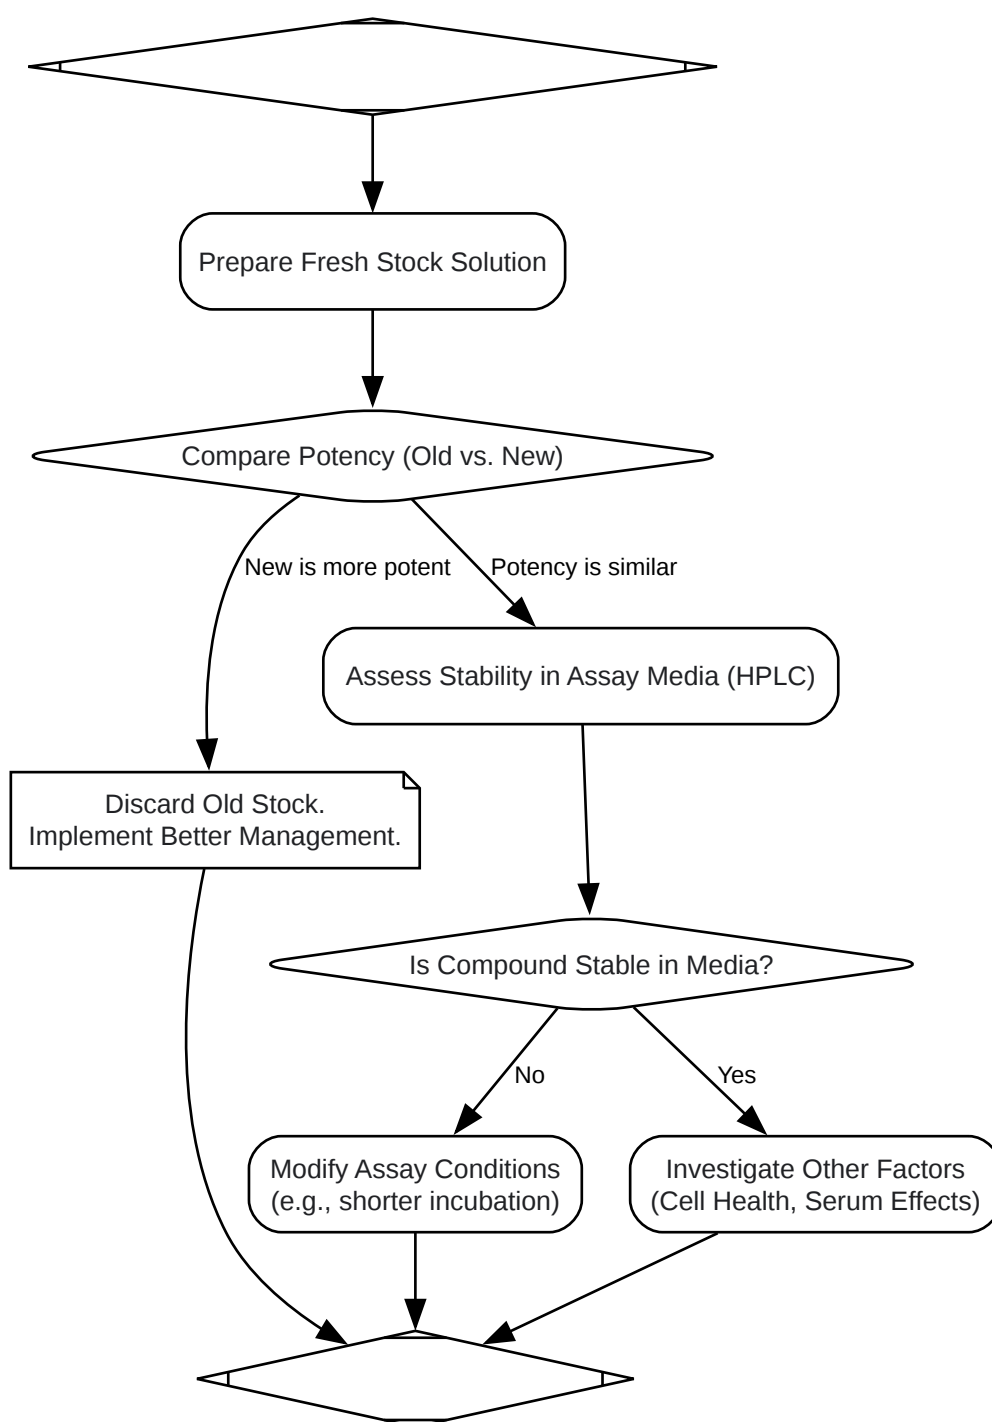 Prepare Fresh Stock Solution
Compare Potency (Old vs. New)
New is more potent
Potency is similar
Assess Stability in Assay Media (HPLC)
Discard Old Stock.
Implement Better Management.
Is Compound Stable in Media?
No
Yes
Modify Assay Conditions
(e.g., shorter incubation)
Investigate Other Factors
(Cell Health, Serum Effects)